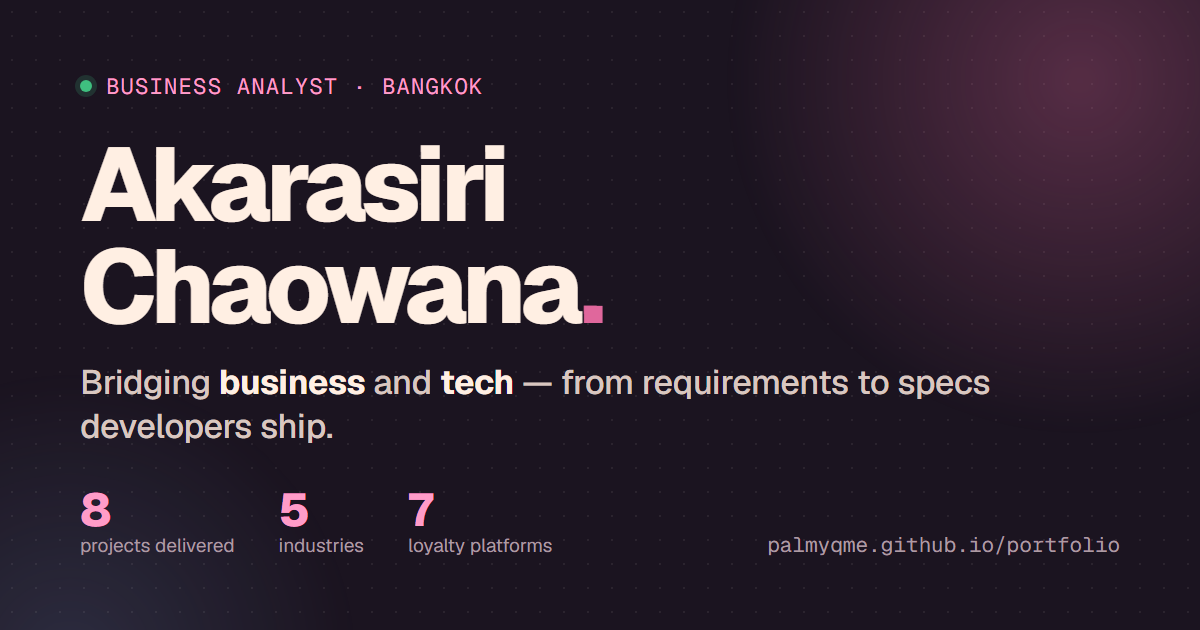 BUSINESS ANALYST · BANGKOK
Akarasiri
Chaowana.
Bridging business and tech — from requirements to specs
developers ship.
8 5 7
projects delivered industries loyalty platforms
palmyqme.github.io/portfolio